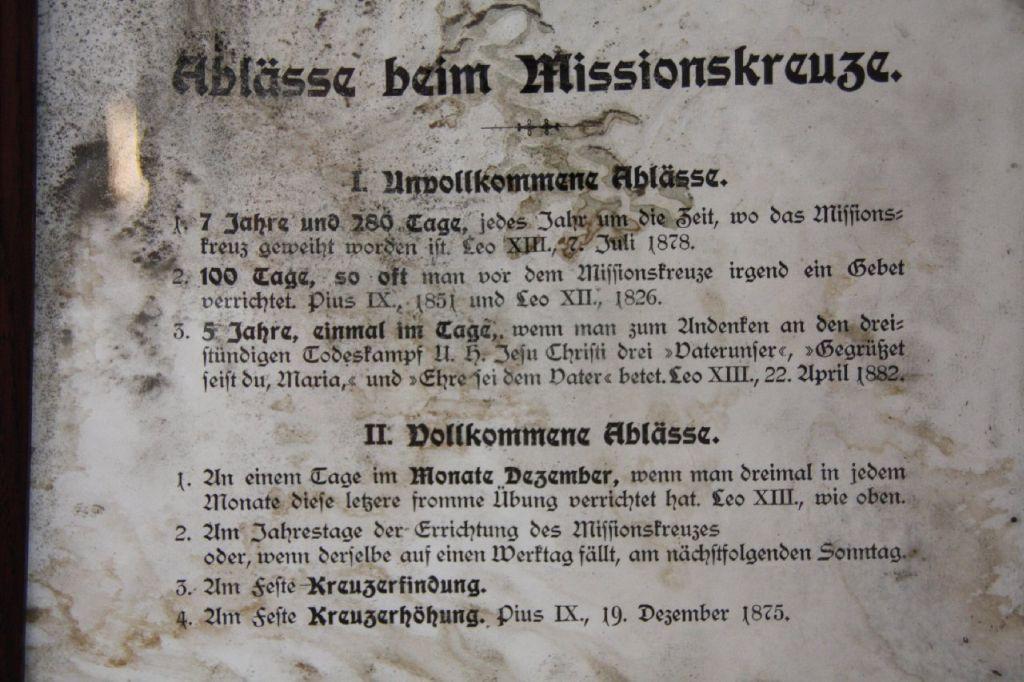 Ablässe beim Missionskreuze.
I. Unvollkommene Ablässe.
1. 7 Jahre und 280 Tage, jedes Jahr um die Zeit, wo das Missions=
kreuz geweiht worden ist. Leo XIII., 7. Juli 1878.
2. 100 Tage, so oft man vor dem Missionskreuze irgend ein Gebet
verrichtet. Pius IX., 1851 und Leo XII., 1826.
3. 5 Jahre, einmal im Tage, wenn man zum Andenken an den drei=
stündigen Todeskampf U. H. Jesu Christi drei »Vaterunser«, »Gegrüßet
seist du, Maria,« und »Ehre sei dem Vater« betet. Leo XIII., 22. April 1882.
II. Vollkommene Ablässe.
1. An einem Tage im Monate Dezember, wenn man dreimal in jedem
Monate diese letzere fromme Übung verrichtet hat. Leo XIII., wie oben.
2. Am Jahrestage der Errichtung des Missionskreuzes
oder, wenn derselbe auf einen Werktag fällt, am nächstfolgenden Sonntag.
3. Am Feste Kreuzerfindung.
4. Am Feste Kreuzerhöhung. Pius IX., 19. Dezember 1875.